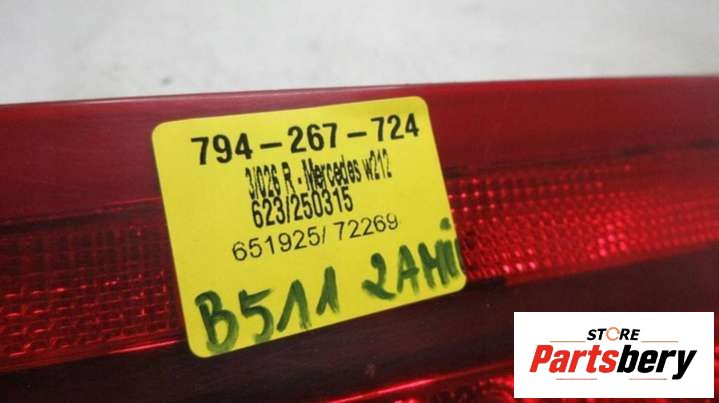 794-267-724
3/026 R - Mercedes w212
623/250315
651925/ 72269
B511
STORE
Partsbery